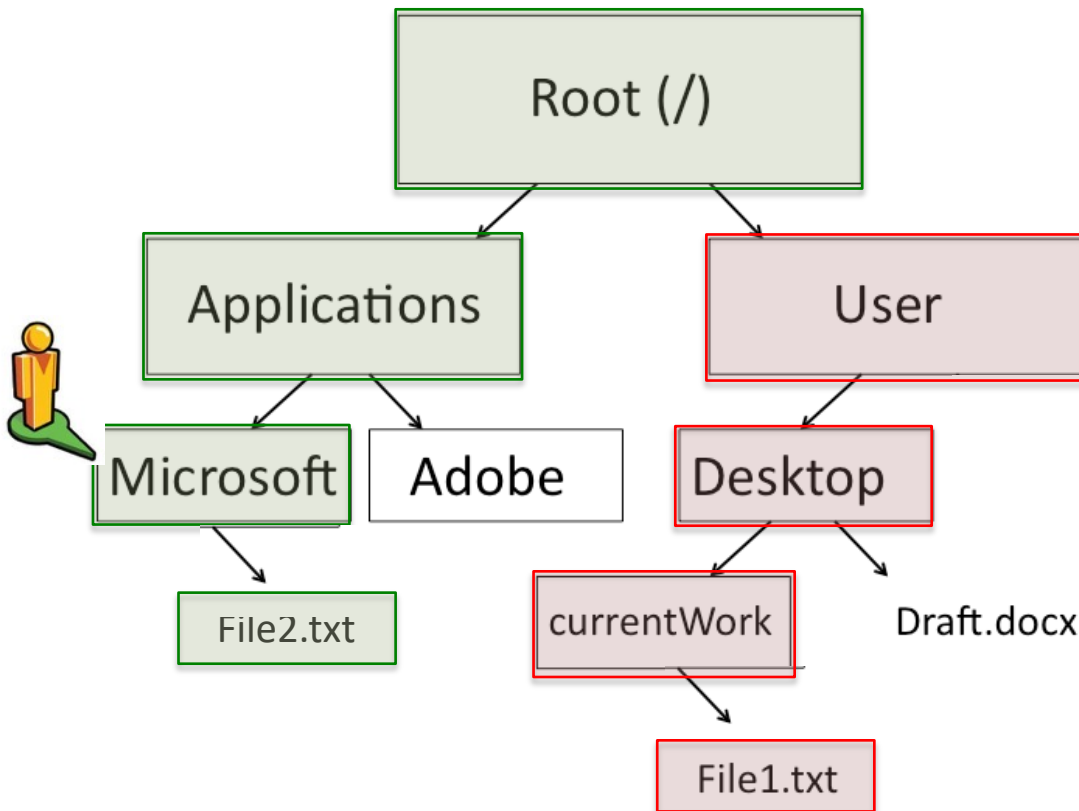 Root (/)
Applications
User
Microsoft
Adobe
Desktop
File2.txt
currentWork
Draft.docx
File1.txt